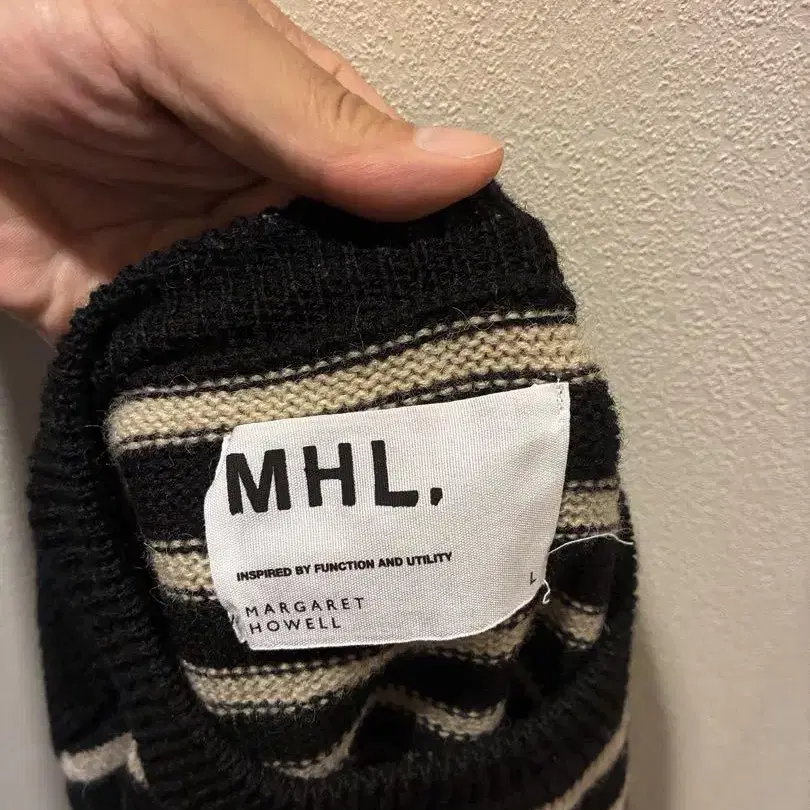 MHL.
INSPIRED BY FUNCTION AND UTILITY
L
MARGARET
HOWELL